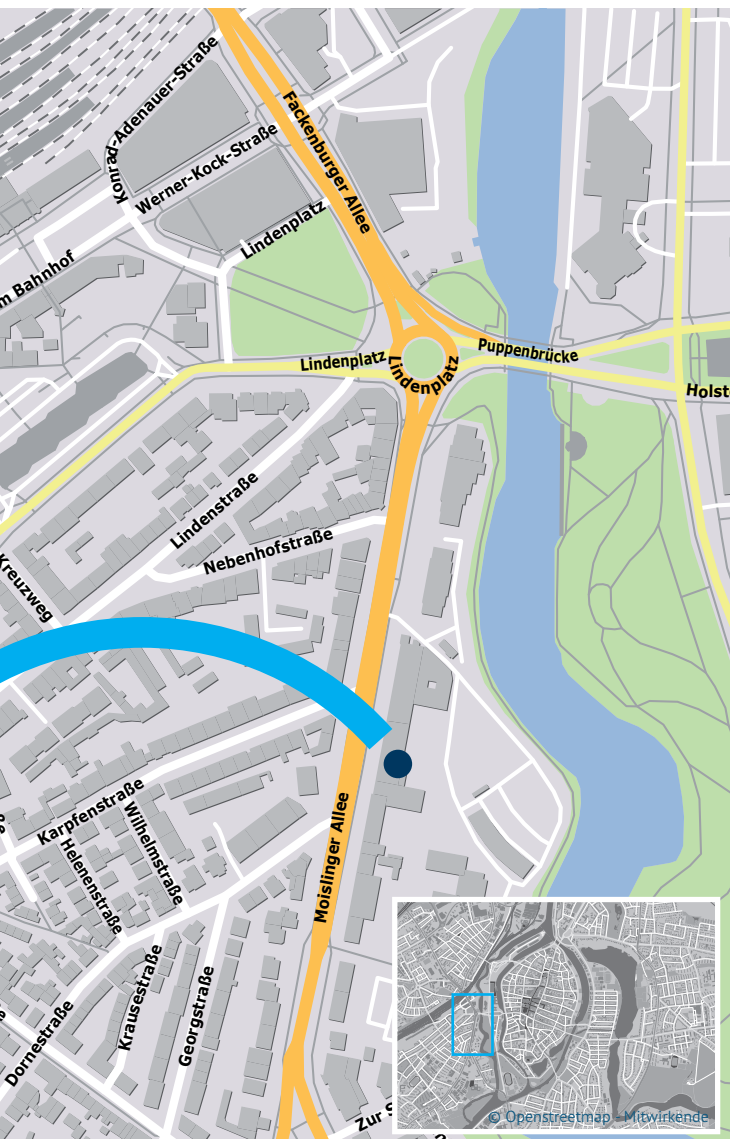 Konrad-Adenauer-Straße
Fackenburger Allee
Werner-Kock-Straße
Lindenplatz
Bahnhof
Lindenplatz
Lindenplatz
Puppenbrücke
Lindenstraße
Nebenhofstraße
Kreuzweg
Karpfenstraße
Wilhelmstraße
Helenenstraße
Moislinger Allee
Krausestraße
Georgstraße
Dornestraße
Zur
© Openstreetmap - Mitwirkende